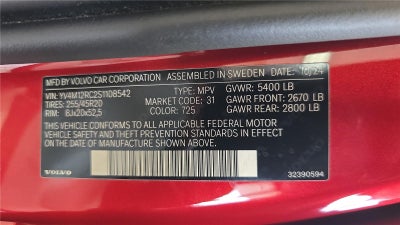 MFD BY VOLVO CAR CORPORATION ASSEMBLED IN SWEDEN DATE: 10/24
VIN: YV4M12RC2S1108542 TYPE: MPV GVWR: 5400 LB
TIRES: 255/45R20 MARKET CODE: 31 GAWR FRONT: 2670 LB
RIM: 8Jx20x52,5 COLOR: 725 GAWR REAR: 2800 LB
THIS VEHICLE CONFORMS TO ALL APPLICABLE FEDERAL MOTOR
VEHICLE SAFETY AND THEFT PREVENTION STANDARDS IN EFFECT
ON THE DATE OF MANUFACTURE SHOWN ABOVE.
VOLVO 32390594